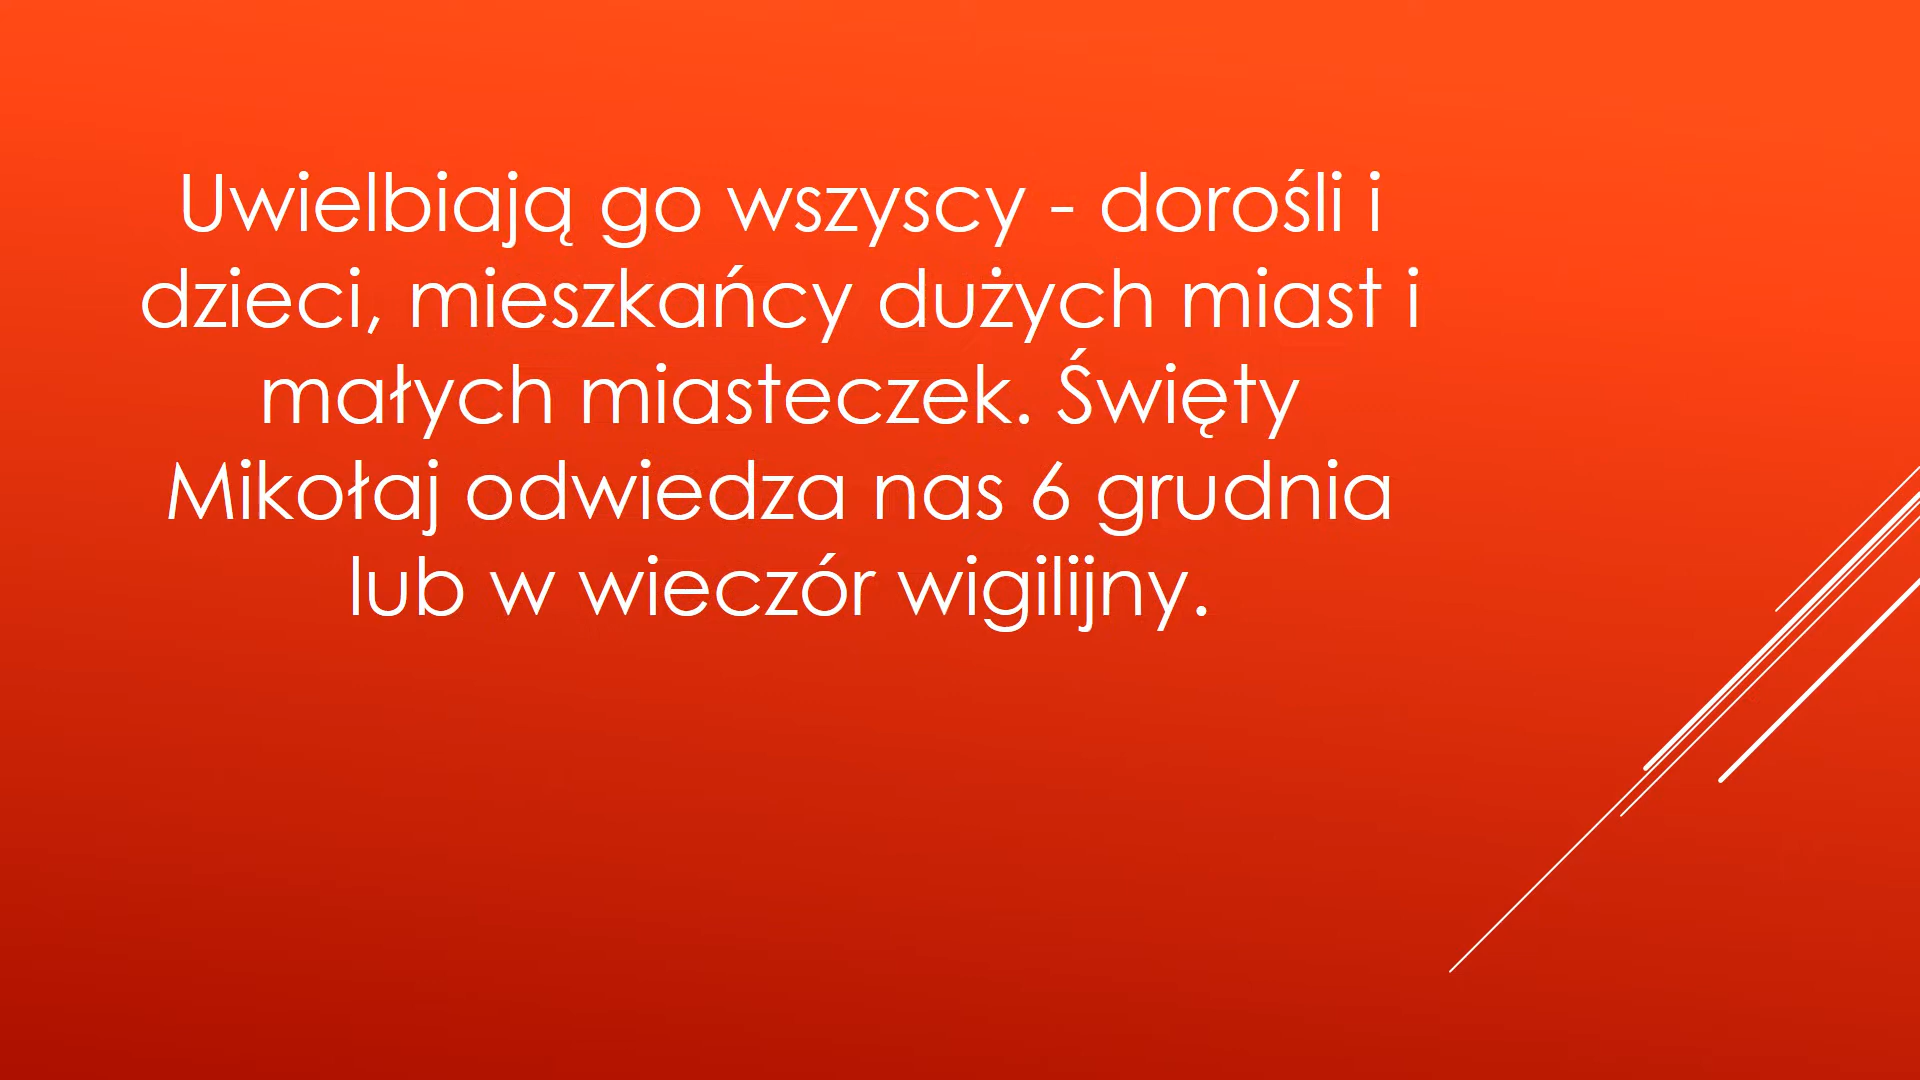 Uwielbiają go wszyscy - dorośli i
dzieci, mieszkańcy dużych miast i
małych miasteczek. Święty
Mikołaj odwiedza nas 6 grudnia
lub w wieczór wigilijny.